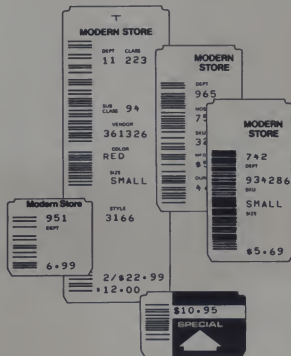 MODERN STORE
DEPT CLASS
11 223
SUB
CLASS 94
VENDOR
361326
COLOR
RED
SIZE
SMALL
STYLE
3166
2/$22.99
$12.00
MODERN
STORE
DEPT
965
SKU
MODERN
STORE
742
DEPT
934286
SKU
SMALL
SIZE
$5.69
Modern Store
951
DEPT
6.99
$10.95
SPECIAL